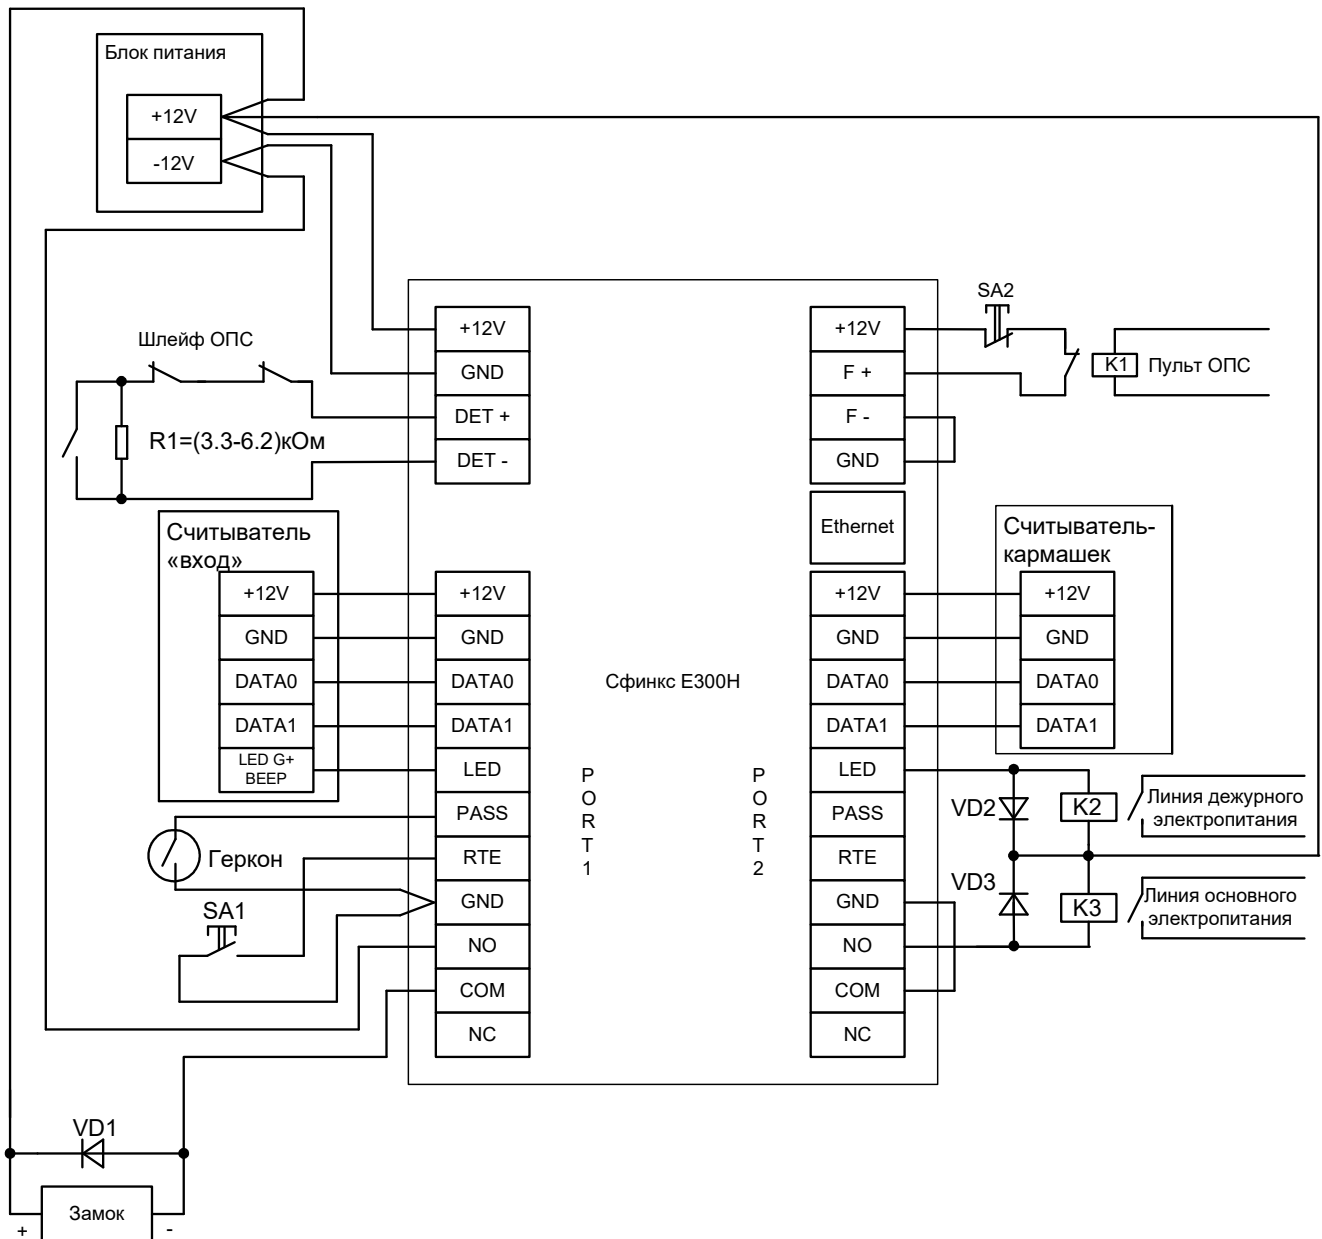 Блок питания
+12V
-12V
Шлейф ОПС
R1=(3.3-6.2)кОм
+12V
GND
DET +
DET -
+12V
F +
F -
GND
Ethernet
SA2
K1
Пульт ОПС
Считыватель
«вход»
+12V
GND
DATA0
DATA1
LED G+
BEEP
+12V
GND
DATA0
DATA1
LED
PASS
RTE
GND
NO
COM
NC
Сфинкс E300H
P
O
R
T
1
P
O
R
T
2
+12V
GND
DATA0
DATA1
LED
PASS
RTE
GND
NO
COM
NC
Считыватель-
кармашек
+12V
GND
DATA0
DATA1
VD2
K2
Линия дежурного
электропитания
VD3
K3
Линия основного
электропитания
Геркон
SA1
VD1
Замок
+
-